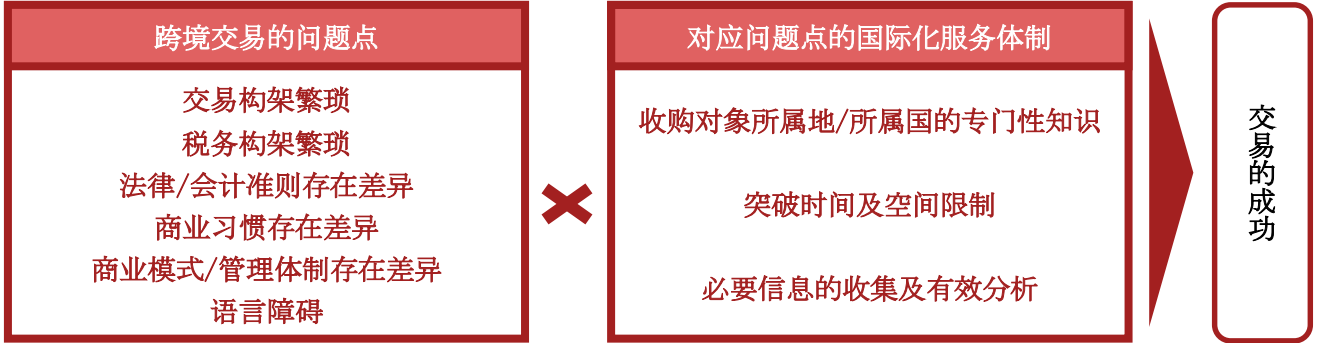 跨境交易的问题点
交易构架繁琐
税务构架繁琐
法律/会计准则存在差异
商业习惯存在差异
商业模式/管理体制存在差异
语言障碍
对应问题点的国际化服务体制
收购对象所属地/所属国的专门性知识
突破时间及空间限制
必要信息的收集及有效分析
交易的成功